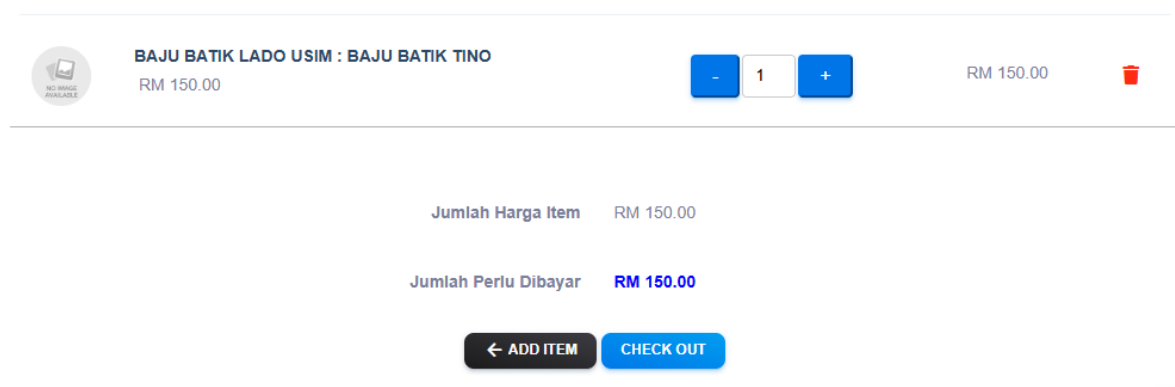 BAJU BATIK LADO USIM : BAJU BATIK TINO
RM 150.00
NO IMAGE
AVAILABLE
- 1 +
RM 150.00
Jumlah Harga Item RM 150.00
Jumlah Perlu Dibayar RM 150.00
← ADD ITEM CHECK OUT